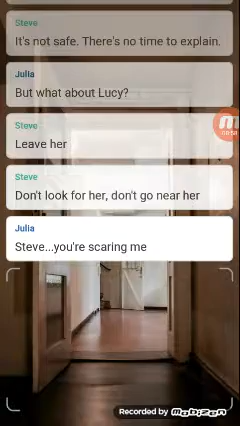 Steve
It's not safe. There's no time to explain.
Julia
But what about Lucy?
Steve
Leave her
Steve
Don't look for her, don't go near her
Julia
Steve...you're scaring me
Recorded by mobizen